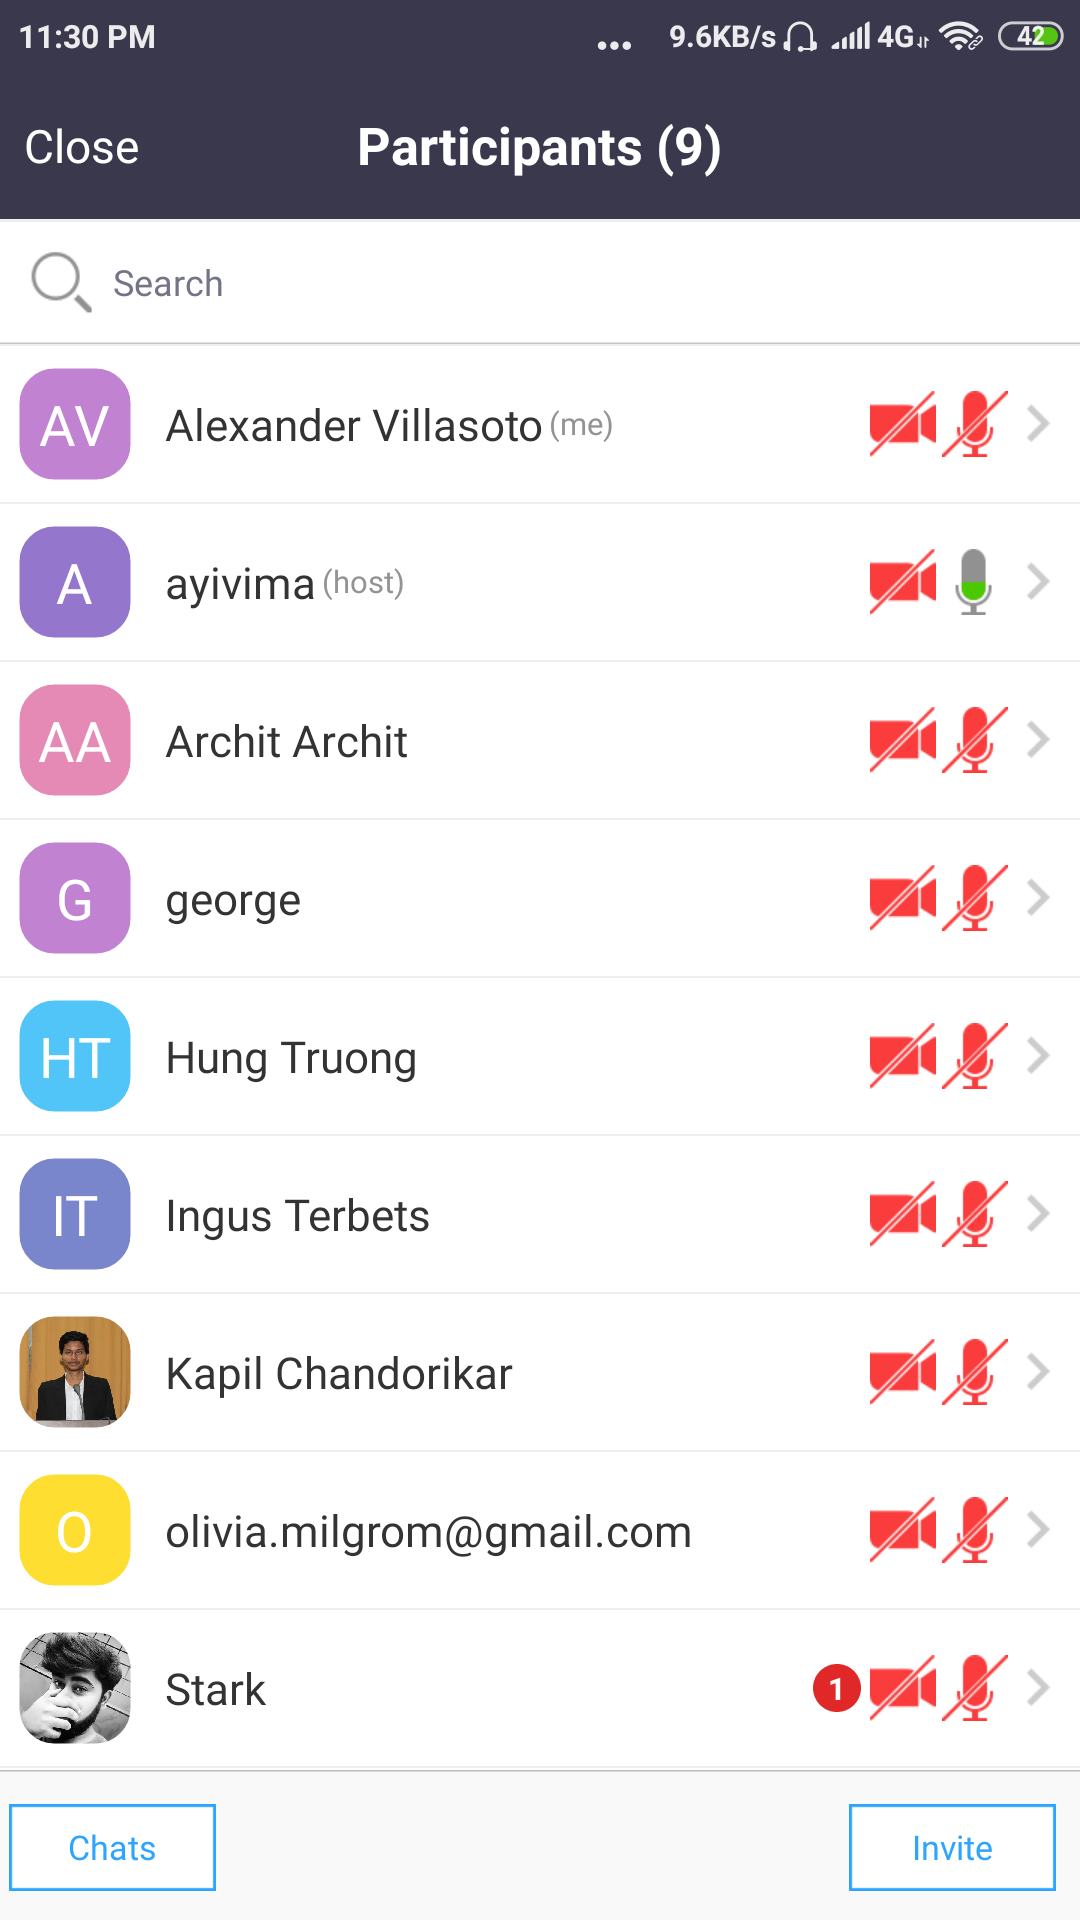 11:30 PM ... 9.6KB/s 4G 42
Close Participants (9)
Search
AV Alexander Villasoto (me)
A ayivima (host)
AA Archit Archit
G george
HT Hung Truong
IT Ingus Terbets
Kapil Chandorikar
O olivia.milgrom@gmail.com
Stark 1
Chats Invite